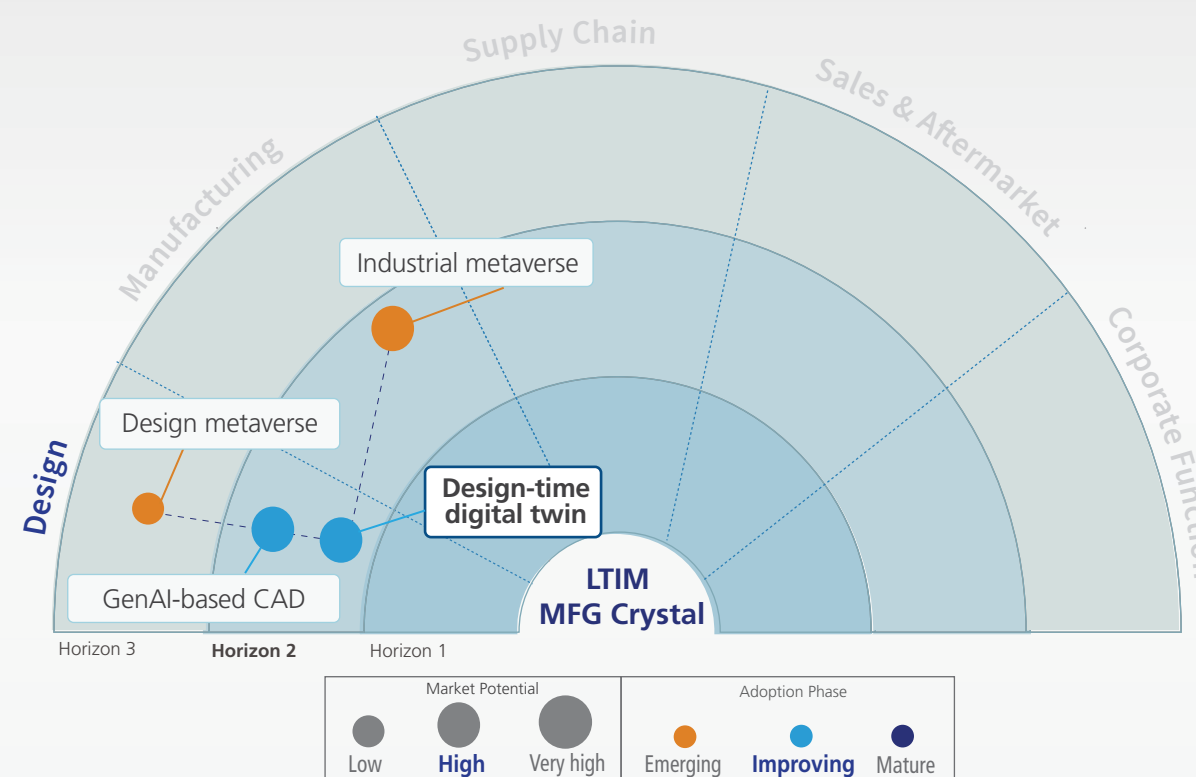 Supply Chain
Sales & Aftermarket
Manufacturing
Industrial metaverse
Corporate Function
Design metaverse
Design
Design-time
digital twin
GenAI-based CAD
LTIM
MFG Crystal
Horizon 3
Horizon 2
Horizon 1
Market Potential
Low
High
Very high
Adoption Phase
Emerging
Improving
Mature